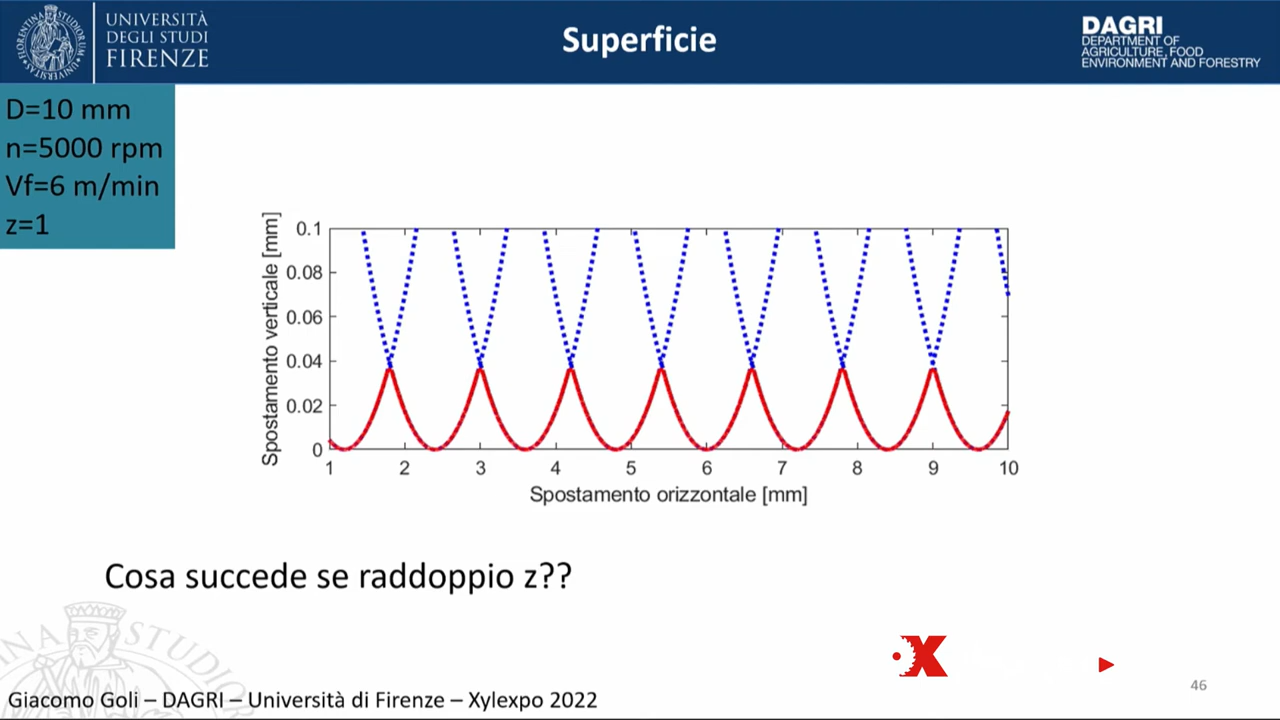 UNIVERSITÀ
DEGLI STUDI
FIRENZE
Superficie
DAGRI
DEPARTMENT OF
AGRICULTURE, FOOD
ENVIRONMENT AND FORESTRY
D=10 mm
n=5000 rpm
Vf=6 m/min
z=1
Spostamento verticale [mm]
0.1
0.08
0.06
0.04
0.02
0
1 2 3 4 5 6 7 8 9 10
Spostamento orizzontale [mm]
Cosa succede se raddoppio z??
X
Giacomo Goli – DAGRI – Università di Firenze – Xylexpo 2022
46